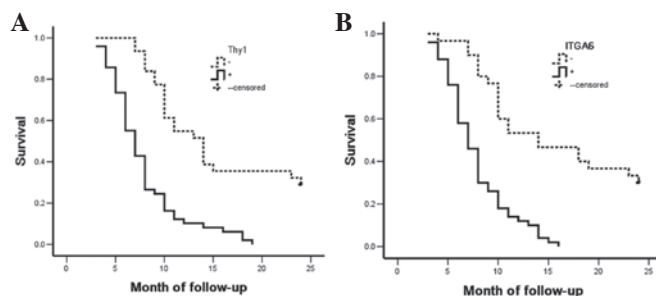 A
Thy1
-
+
--censored
1.0
0.8
0.6
0.4
0.2
0.0
Survival
0
5
10
15
20
25
Month of follow-up
B
ITGA6
-
+
--censored
1.0
0.8
0.6
0.4
0.2
0.0
Survival
0
5
10
15
20
25
Month of follow-up